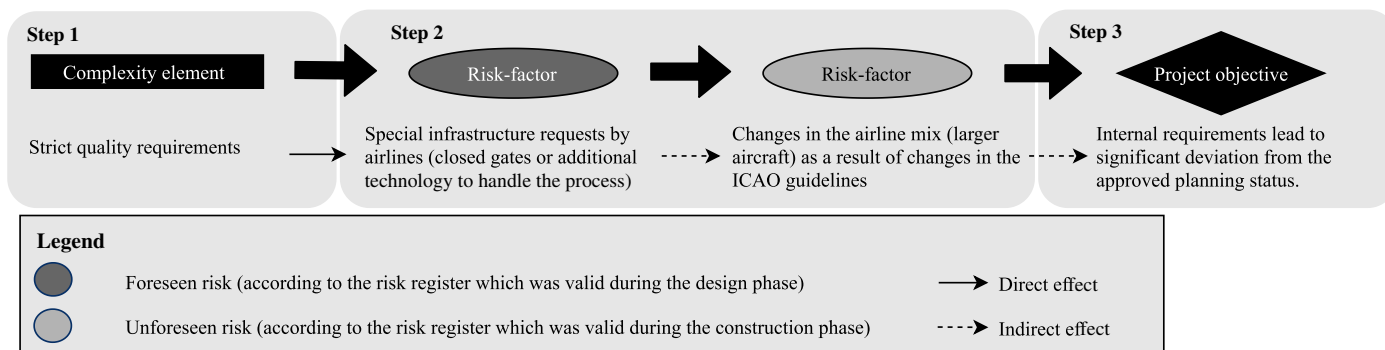 Step 1
Complexity element
Strict quality requirements
Step 2
Risk-factor
Special infrastructure requests by
airlines (closed gates or additional
technology to handle the process)
Risk-factor
Changes in the airline mix (larger
aircraft) as a result of changes in the
ICAO guidelines
Step 3
Project objective
Internal requirements lead to
significant deviation from the
approved planning status.
Legend
Foreseen risk (according to the risk register which was valid during the design phase)
Direct effect
Unforeseen risk (according to the risk register which was valid during the construction phase)
Indirect effect